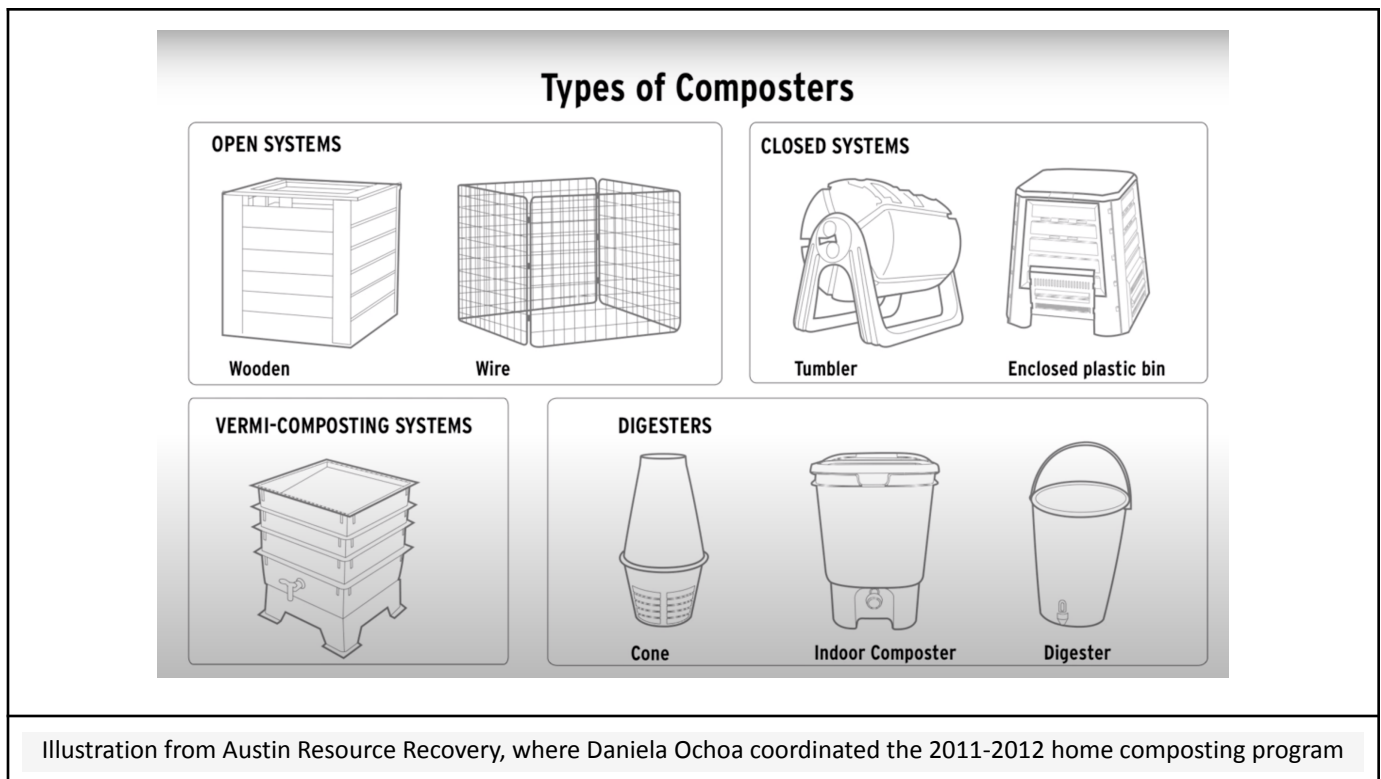 Types of Composters
OPEN SYSTEMS
Wooden
Wire
CLOSED SYSTEMS
Tumbler
Enclosed plastic bin
VERMI-COMPOSTING SYSTEMS
DIGESTERS
Cone
Indoor Composter
Digester
Illustration from Austin Resource Recovery, where Daniela Ochoa coordinated the 2011-2012 home composting program